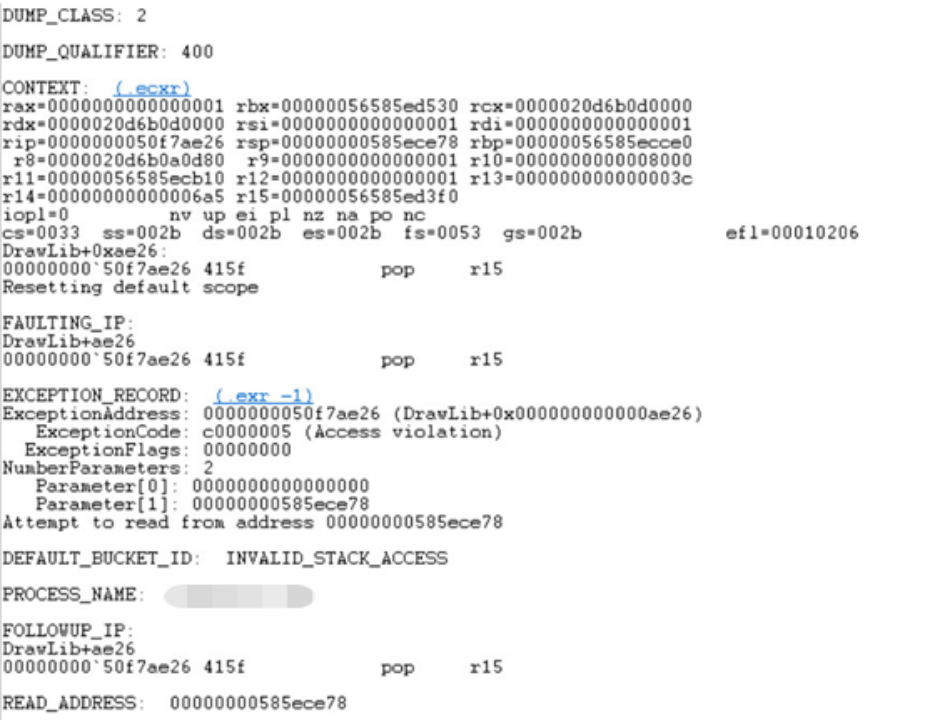 DUMP_CLASS: 2
DUMP_QUALIFIER: 400
CONTEXT: (.ecxr)
rax=0000000000000001 rbx=00000056585ed530 rcx=0000020d6b0d0000
rdx=0000020d6b0d0000 rsi=0000000000000001 rdi=0000000000000001
rip=0000000050f7ae26 rsp=00000000585ece78 rbp=00000056585ecce0
r8=0000020d6b0a0d80 r9=0000000000000001 r10=0000000000008000
r11=00000056585ecb10 r12=0000000000000001 r13=000000000000003c
r14=00000000000006a5 r15=00000056585ed3f0
iopl=0 nv up ei pl nz na po nc
cs=0033 ss=002b ds=002b es=002b fs=0053 gs=002b efl=00010206
DrawLib+0xae26:
00000000`50f7ae26 415f pop r15
Resetting default scope
FAULTING_IP:
DrawLib+ae26
00000000`50f7ae26 415f pop r15
EXCEPTION_RECORD: (.exr -1)
ExceptionAddress: 0000000050f7ae26 (DrawLib+0x000000000000ae26)
ExceptionCode: c0000005 (Access violation)
ExceptionFlags: 00000000
NumberParameters: 2
Parameter[0]: 0000000000000000
Parameter[1]: 00000000585ece78
Attempt to read from address 00000000585ece78
DEFAULT_BUCKET_ID: INVALID_STACK_ACCESS
PROCESS_NAME:
FOLLOWUP_IP:
DrawLib+ae26
00000000`50f7ae26 415f pop r15
READ_ADDRESS: 00000000585ece78